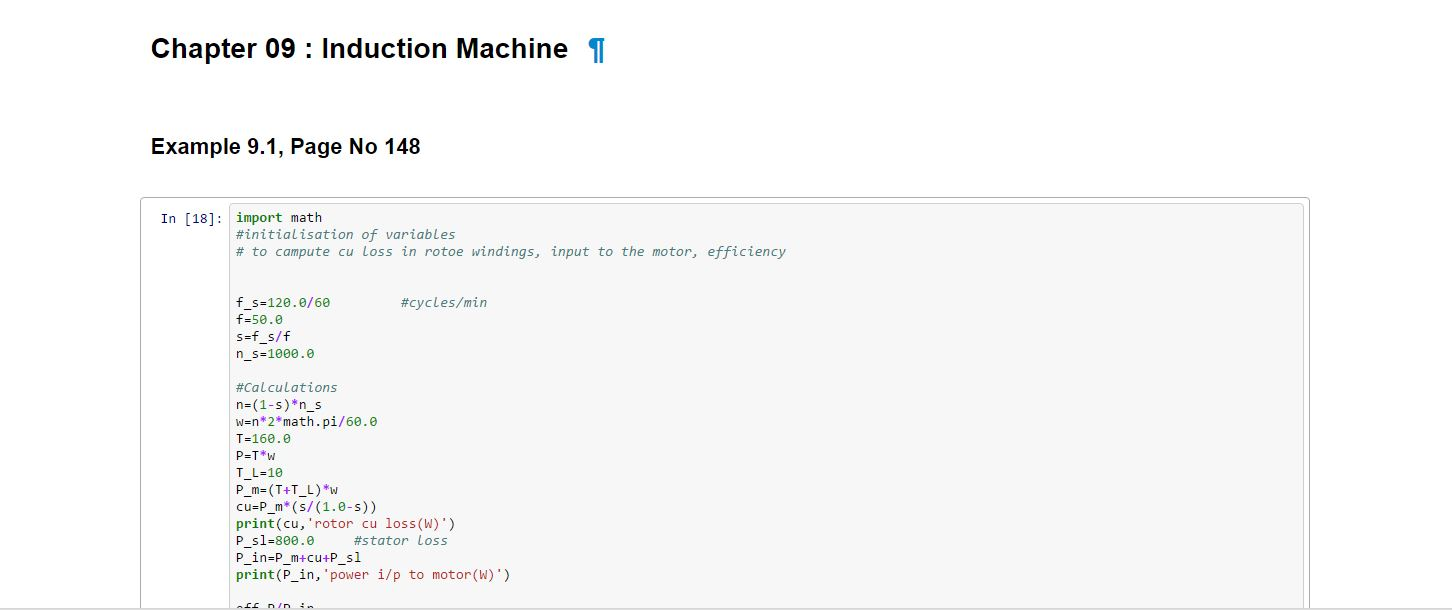 Chapter 09 : Induction Machine ¶
Example 9.1, Page No 148
In [18]:
import math
#initialisation of variables
# to campute cu loss in rotoe windings, input to the motor, efficiency
f_s=120.0/60 #cycles/min
f=50.0
s=f_s/f
n_s=1000.0
#Calculations
n=(1-s)*n_s
w=n*2*math.pi/60.0
T=160.0
P=T*w
T_L=10
P_m=(T+T_L)*w
cu=P_m*(s/(1.0-s))
print(cu,'rotor cu loss(W)')
P_sl=800.0 #stator loss
P_in=P_m+cu+P_sl
print(P_in,'power i/p to motor(W)')